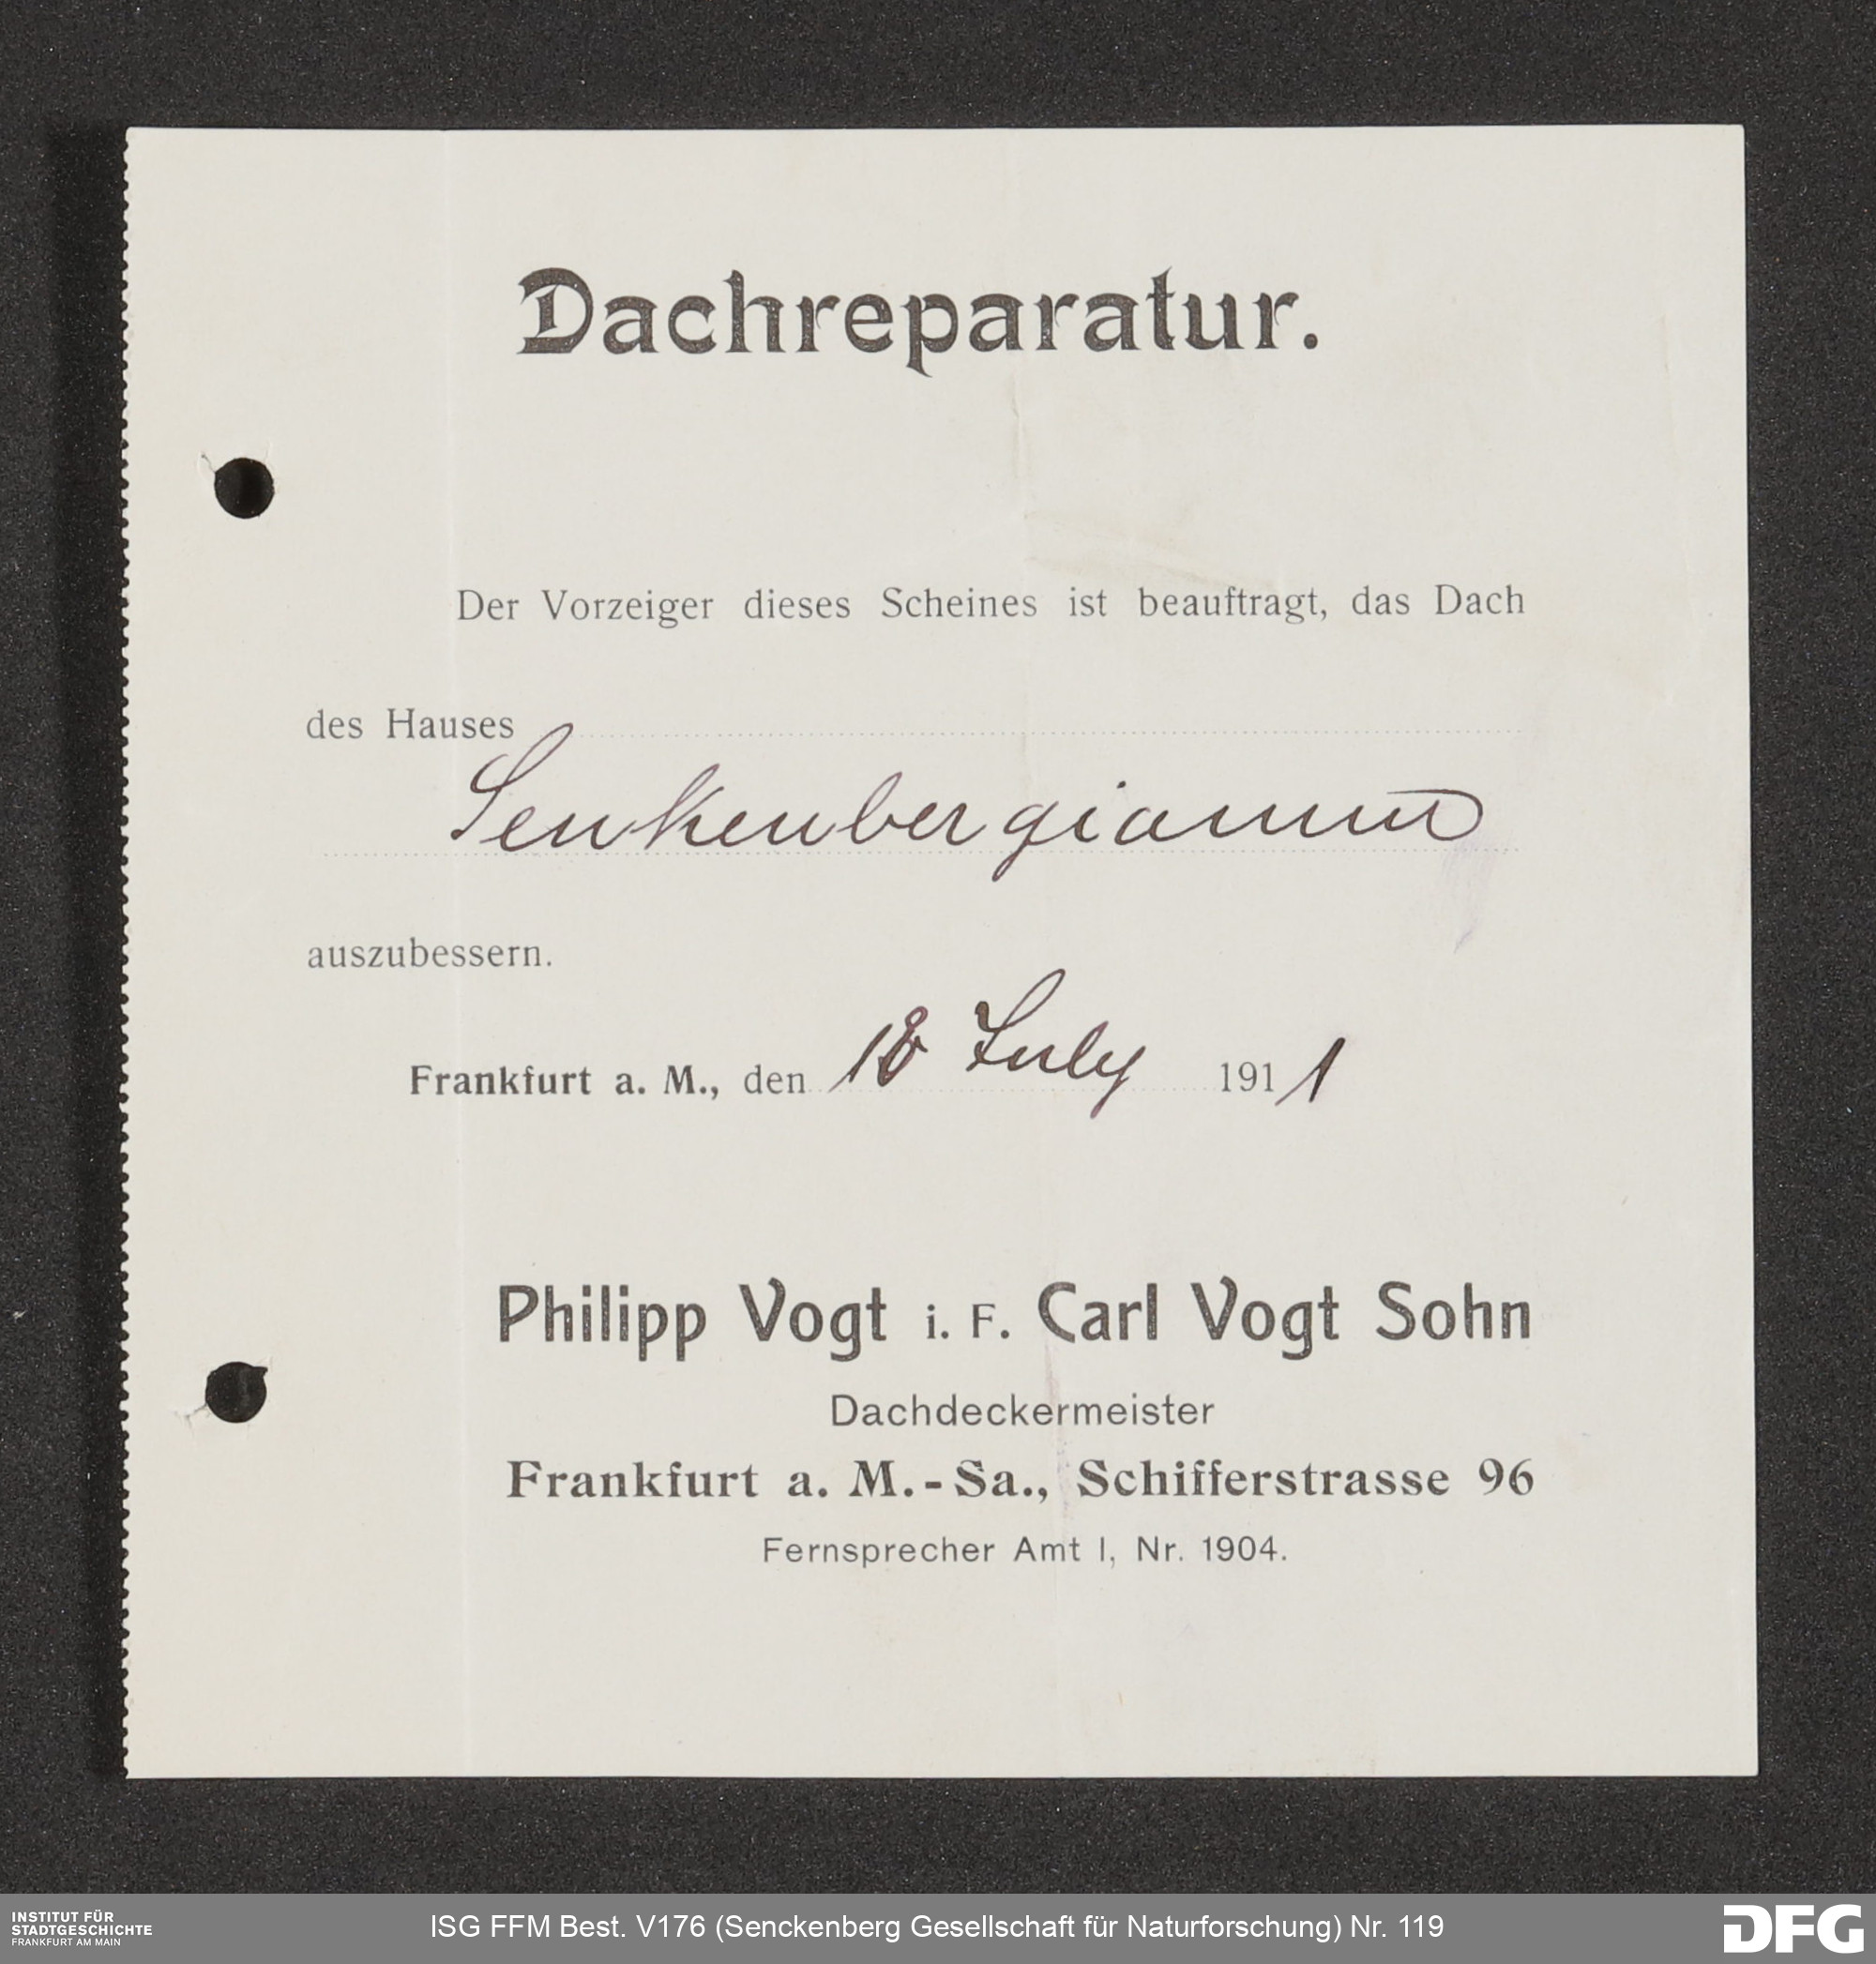 Dachreparatur.
Der Vorzeiger dieses Scheines ist beauftragt, das Dach
des Hauses
Senkenbergianum
auszubessern.
Frankfurt a. M., den 18 July 1911
Philipp Vogt i. F. Carl Vogt Sohn
Dachdeckermeister
Frankfurt a. M.-Sa., Schifferstrasse 96
Fernsprecher Amt I, Nr. 1904.
INSTITUT FÜR
STADTGESCHICHTE
FRANKFURT AM MAIN
ISG FFM Best. V176 (Senckenberg Gesellschaft für Naturforschung) Nr. 119
DFG